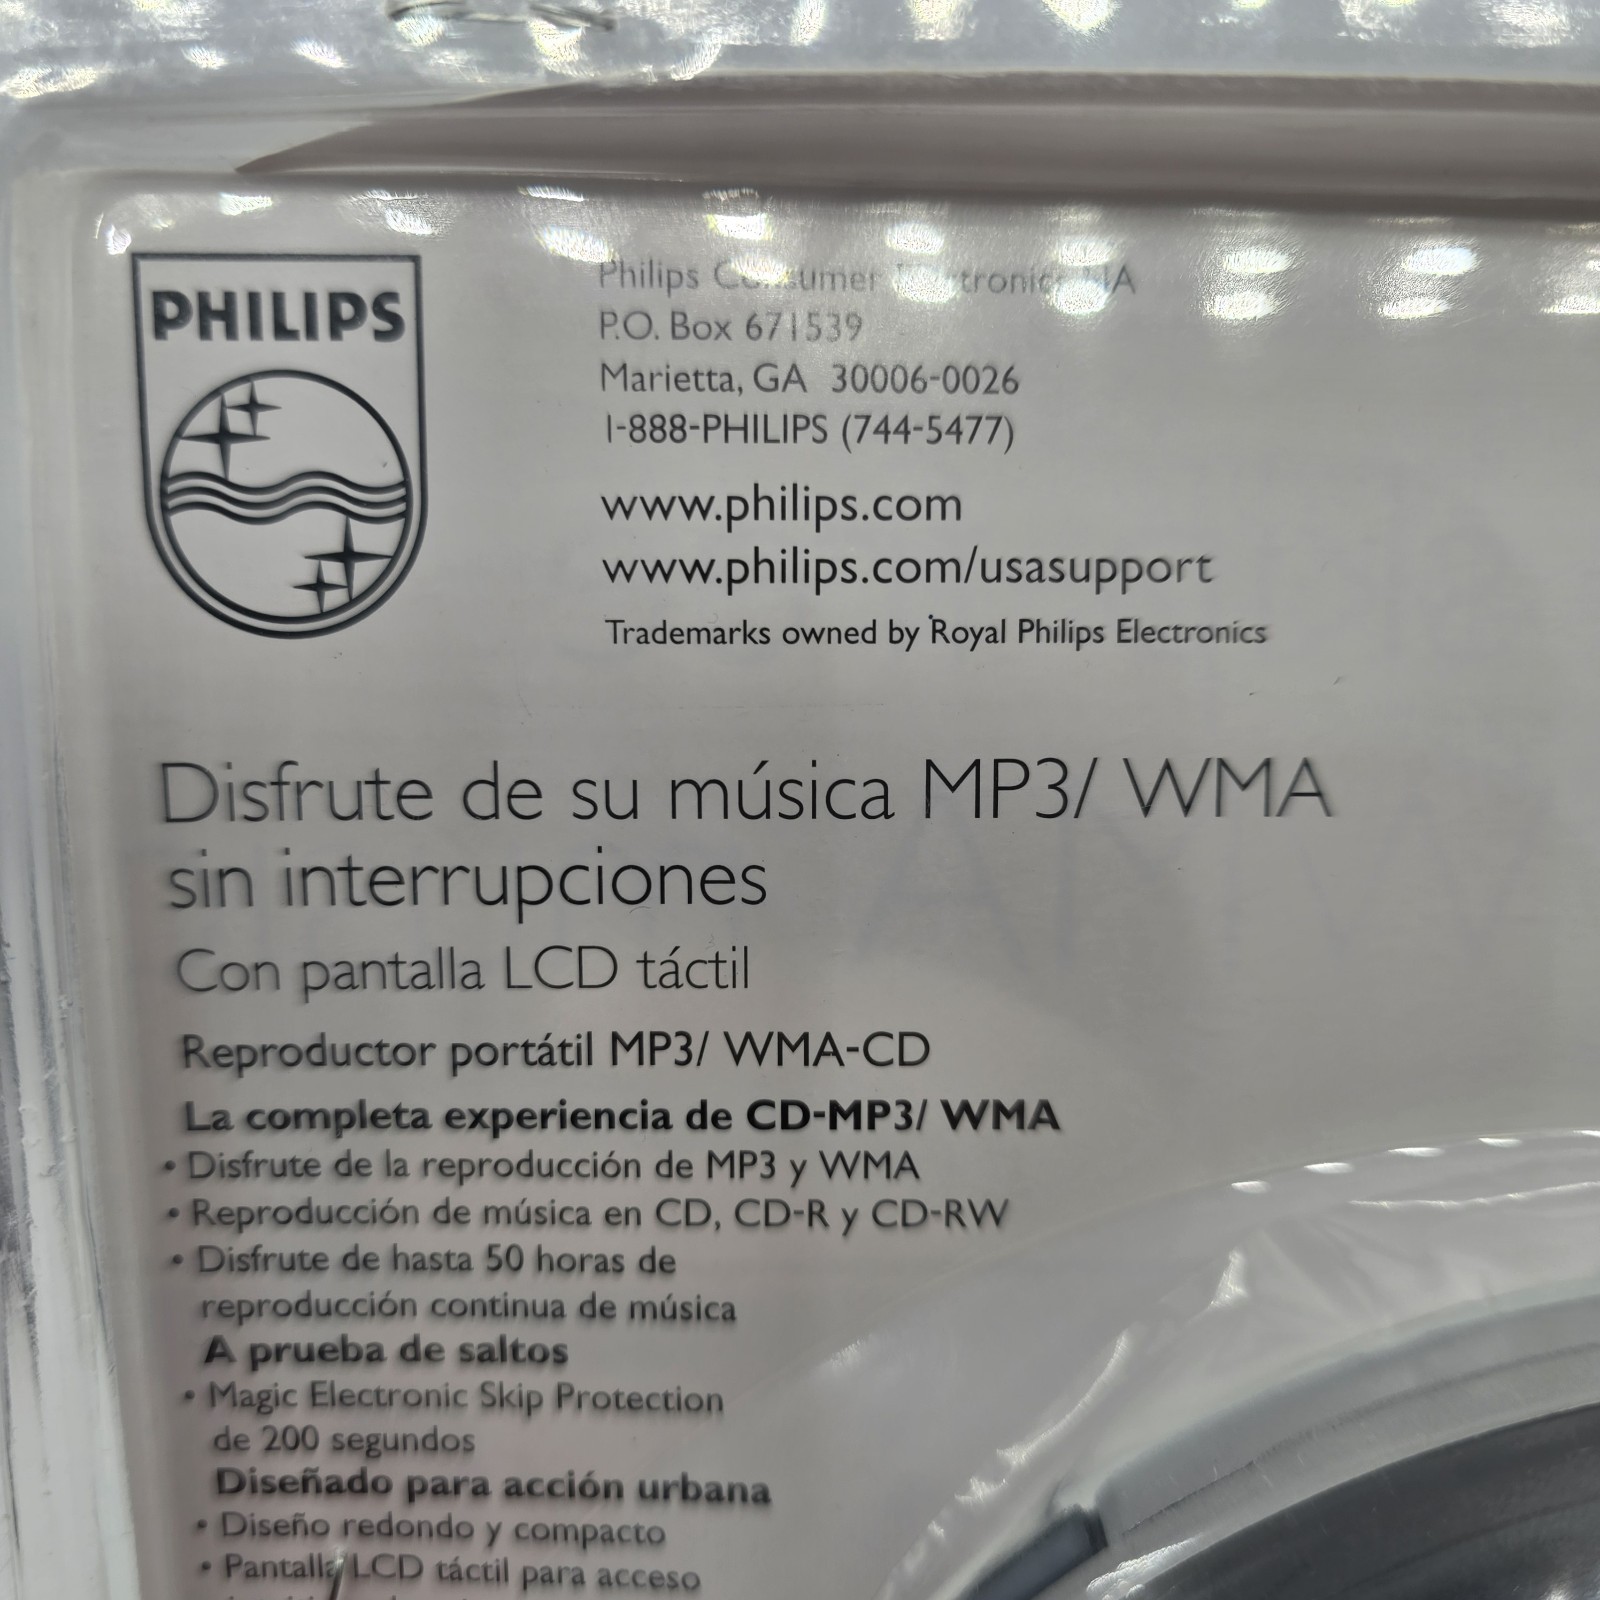 PHILIPS
Philips NA
P.O. Box 671539
Marietta, GA 30006-0026
1-888-PHILIPS (744-5477)
www.philips.com
www.philips.com/usasupport
Trademarks owned by Royal Philips Electronics
Disfrute de su música MP3/ WMA
sin interrupciones
Con pantalla LCD táctil
Reproductor portátil MP3/ WMA-CD
La completa experiencia de CD-MP3/ WMA
• Disfrute de la reproducción de MP3 y WMA
• Reproducción de música en CD, CD-R y CD-RW
• Disfrute de hasta 50 horas de
reproducción continua de música
A prueba de saltos
• Magic Electronic Skip Protection
de 200 segundos
Diseñado para acción urbana
• Diseño redondo y compacto
• Pantalla LCD táctil para acceso